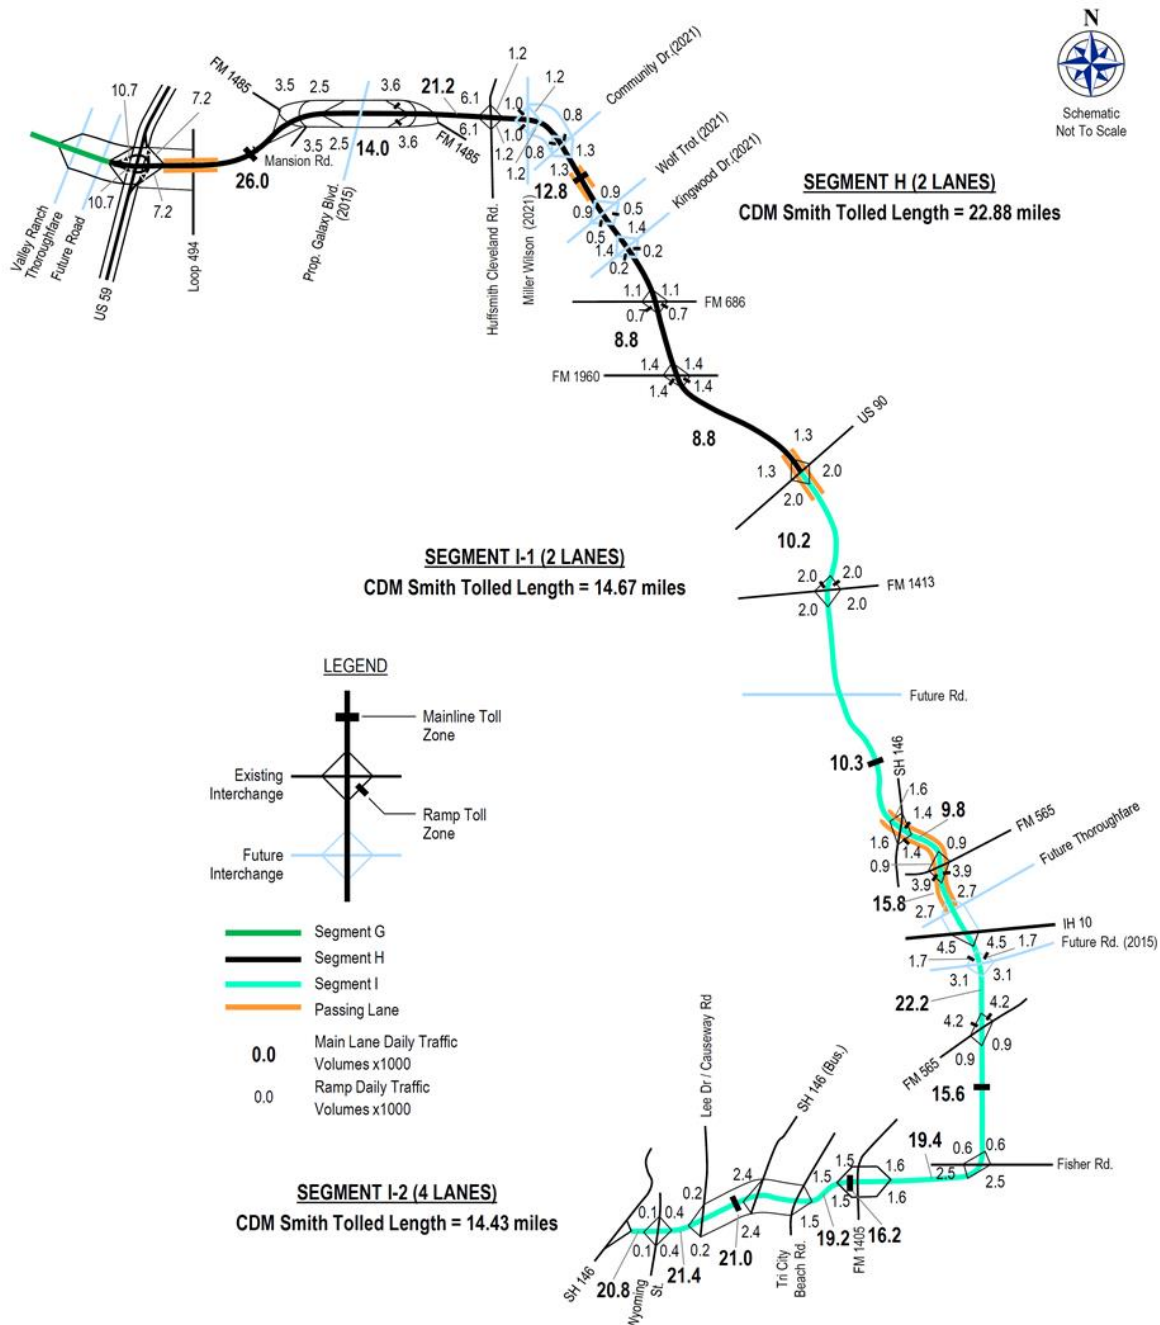 N
Schematic
Not To Scale
SEGMENT H (2 LANES)
CDM Smith Tolled Length = 22.88 miles
10.7
7.2
10.7
7.2
Valley Ranch
Thoroughfare
Future Road
US 59
Loop 494
26.0
FM 1485
3.5
2.5
3.6
Mansion Rd.
3.5
2.5
14.0
3.6
FM 1485
Prop. Galaxy Blvd.
(2015)
21.2
6.1
6.1
1.2
1.2
Huffsmith Cleveland Rd.
1.0
1.0
1.2
1.2
Miller Wilson (2021)
0.8
0.8
Community Dr.(2021)
1.3
1.3
12.8
Wolf Trot (2021)
0.9
0.9
0.5
0.5
Kingwood Dr.(2021)
1.4
1.4
0.2
0.2
1.1
1.1
0.7
0.7
FM 686
8.8
FM 1960
1.4
1.4
1.4
1.4
8.8
US 90
1.3
1.3
2.0
2.0
10.2
SEGMENT I-1 (2 LANES)
CDM Smith Tolled Length = 14.67 miles
2.0
2.0
2.0
2.0
FM 1413
Future Rd.
10.3
SH 146
1.6
1.4
9.8
1.6
1.4
FM 565
0.9
0.9
3.9
3.9
15.8
2.7
2.7
Future Thoroughfare
IH 10
4.5
4.5
1.7
1.7
Future Rd. (2015)
3.1
3.1
22.2
4.2
4.2
0.9
0.9
FM 565
15.6
19.4
0.6
0.6
2.5
2.5
Fisher Rd.
LEGEND
Mainline Toll
Zone
Existing
Interchange
Ramp Toll
Zone
Future
Interchange
Segment G
Segment H
Segment I
Passing Lane
0.0
Main Lane Daily Traffic
Volumes x1000
0.0
Ramp Daily Traffic
Volumes x1000
SEGMENT I-2 (4 LANES)
CDM Smith Tolled Length = 14.43 miles
SH 146
20.8
0.1
0.1
Wyoming
St.
0.4
0.4
21.4
Lee Dr / Causeway Rd
0.2
0.2
21.0
2.4
2.4
SH 146 (Bus.)
Tri City
Beach Rd.
1.5
1.5
19.2
1.5
1.5
FM 1405
16.2
1.6
1.6